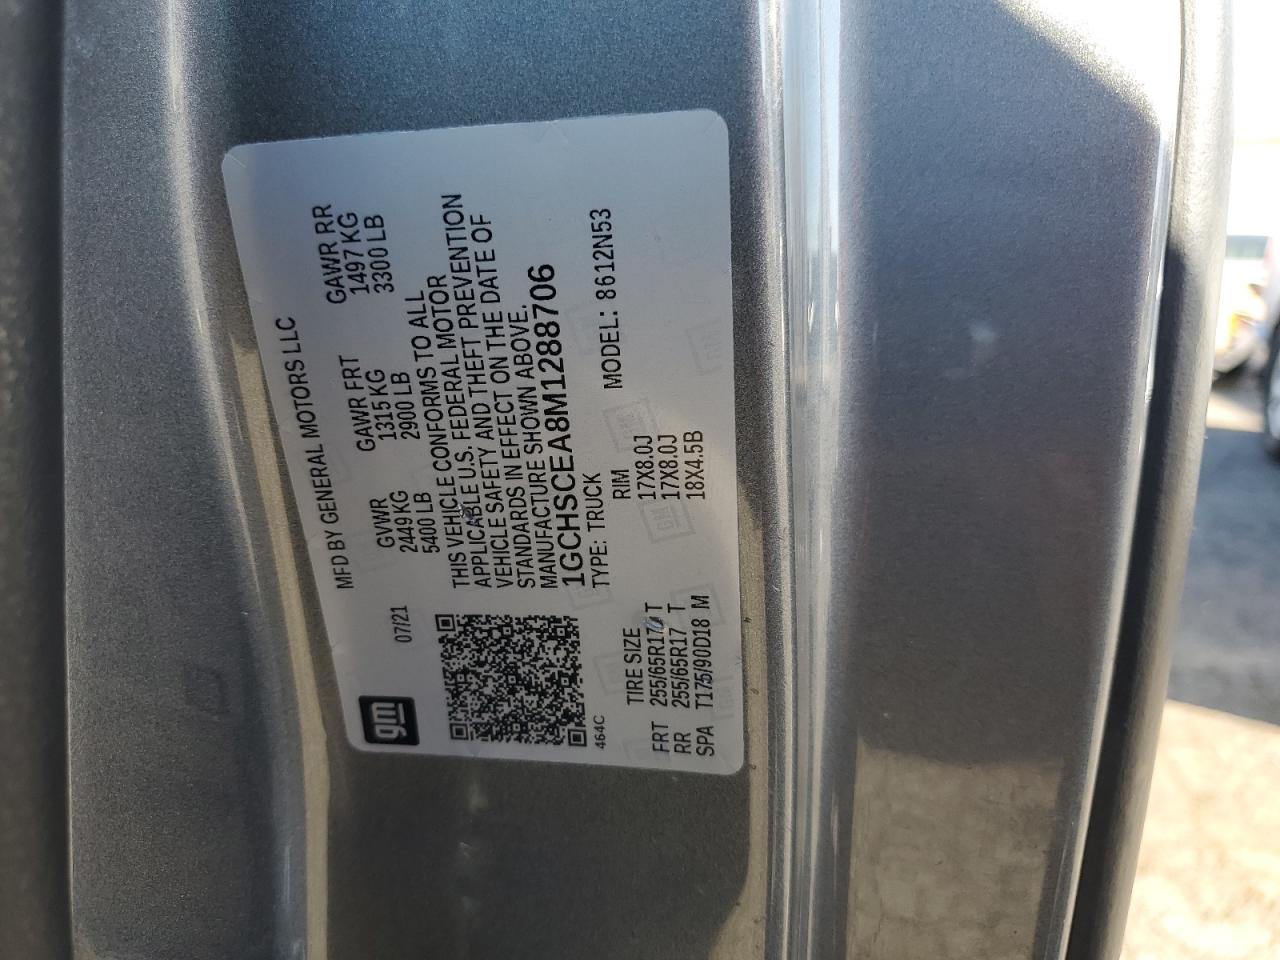 gm
07/21
MFD BY GENERAL MOTORS LLC
GVWR GAWR FRT GAWR RR
2449 KG 1315 KG 1497 KG
5400 LB 2900 LB 3300 LB
THIS VEHICLE CONFORMS TO ALL
APPLICABLE U.S. FEDERAL MOTOR
VEHICLE SAFETY AND THEFT PREVENTION
STANDARDS IN EFFECT ON THE DATE OF
MANUFACTURE SHOWN ABOVE.
1GCHSCEA8M1288706
464C
TYPE: TRUCK MODEL: 8612N53
TIRE SIZE RIM
FRT 255/65R17 T 17X8.0J
RR 255/65R17 T 17X8.0J
SPA T175/90D18 M 18X4.5B